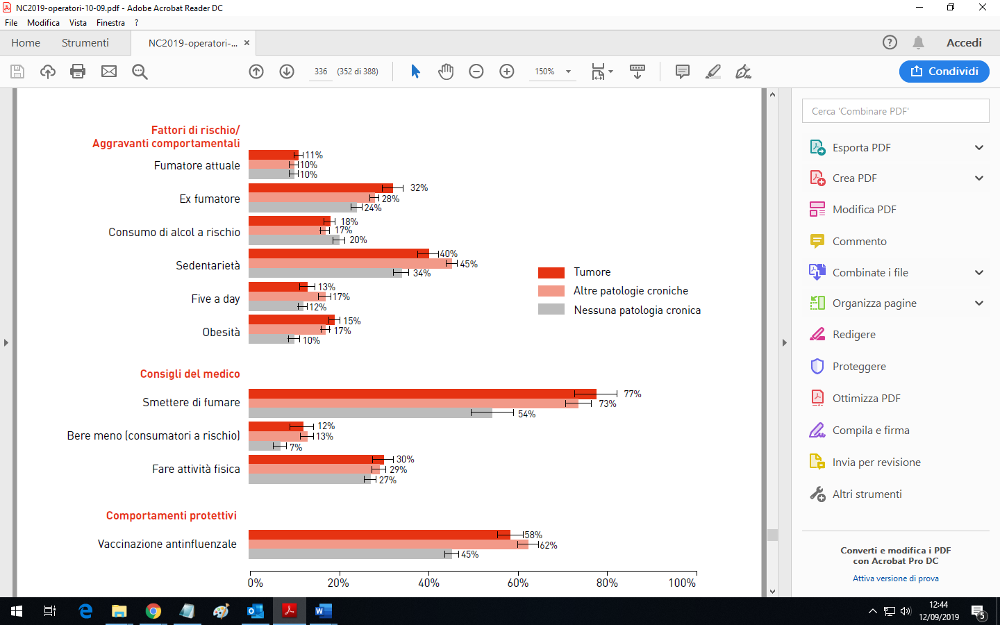 NC2019-operatori-10-09.pdf - Adobe Acrobat Reader DC
File Modifica Vista Finestra ?
Home Strumenti NC2019-operatori-... × Accedi
336 (352 di 388) 150% Condividi
Fattori di rischio/
Aggravanti comportamentali
Fumatore attuale
11%
10%
10%
Ex fumatore
32%
28%
24%
Consumo di alcol a rischio
18%
17%
20%
Sedentarietà
40%
45%
34%
Five a day
13%
17%
12%
Obesità
15%
17%
10%
Tumore
Altre patologie croniche
Nessuna patologia cronica
Consigli del medico
Smettere di fumare
77%
73%
54%
Bere meno (consumatori a rischio)
12%
13%
7%
Fare attività fisica
30%
29%
27%
Comportamenti protettivi
Vaccinazione antinfluenzale
58%
62%
45%
0% 20% 40% 60% 80% 100%
Cerca 'Combinare PDF'
Esporta PDF
Crea PDF
Modifica PDF
Commento
Combinate i file
Organizza pagine
Redigere
Proteggere
Ottimizza PDF
Compila e firma
Invia per revisione
Altri strumenti
Converti e modifica i PDF
con Acrobat Pro DC
Attiva versione di prova
12:44
12/09/2019
5